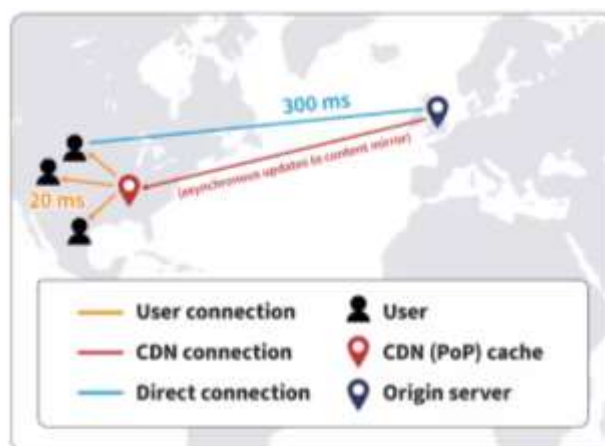 300 ms
(asynchronous updates to content mirror)
20 ms
User connection
User
CDN connection
CDN (PoP) cache
Direct connection
Origin server